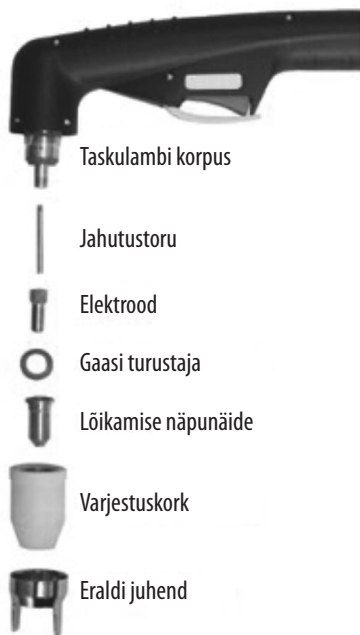 Taskulambi korpus
Jahutustoru
Elektrood
Gaasi turustaja
Lõikamise näpunäide
Varjestuskork
Eraldi juhend